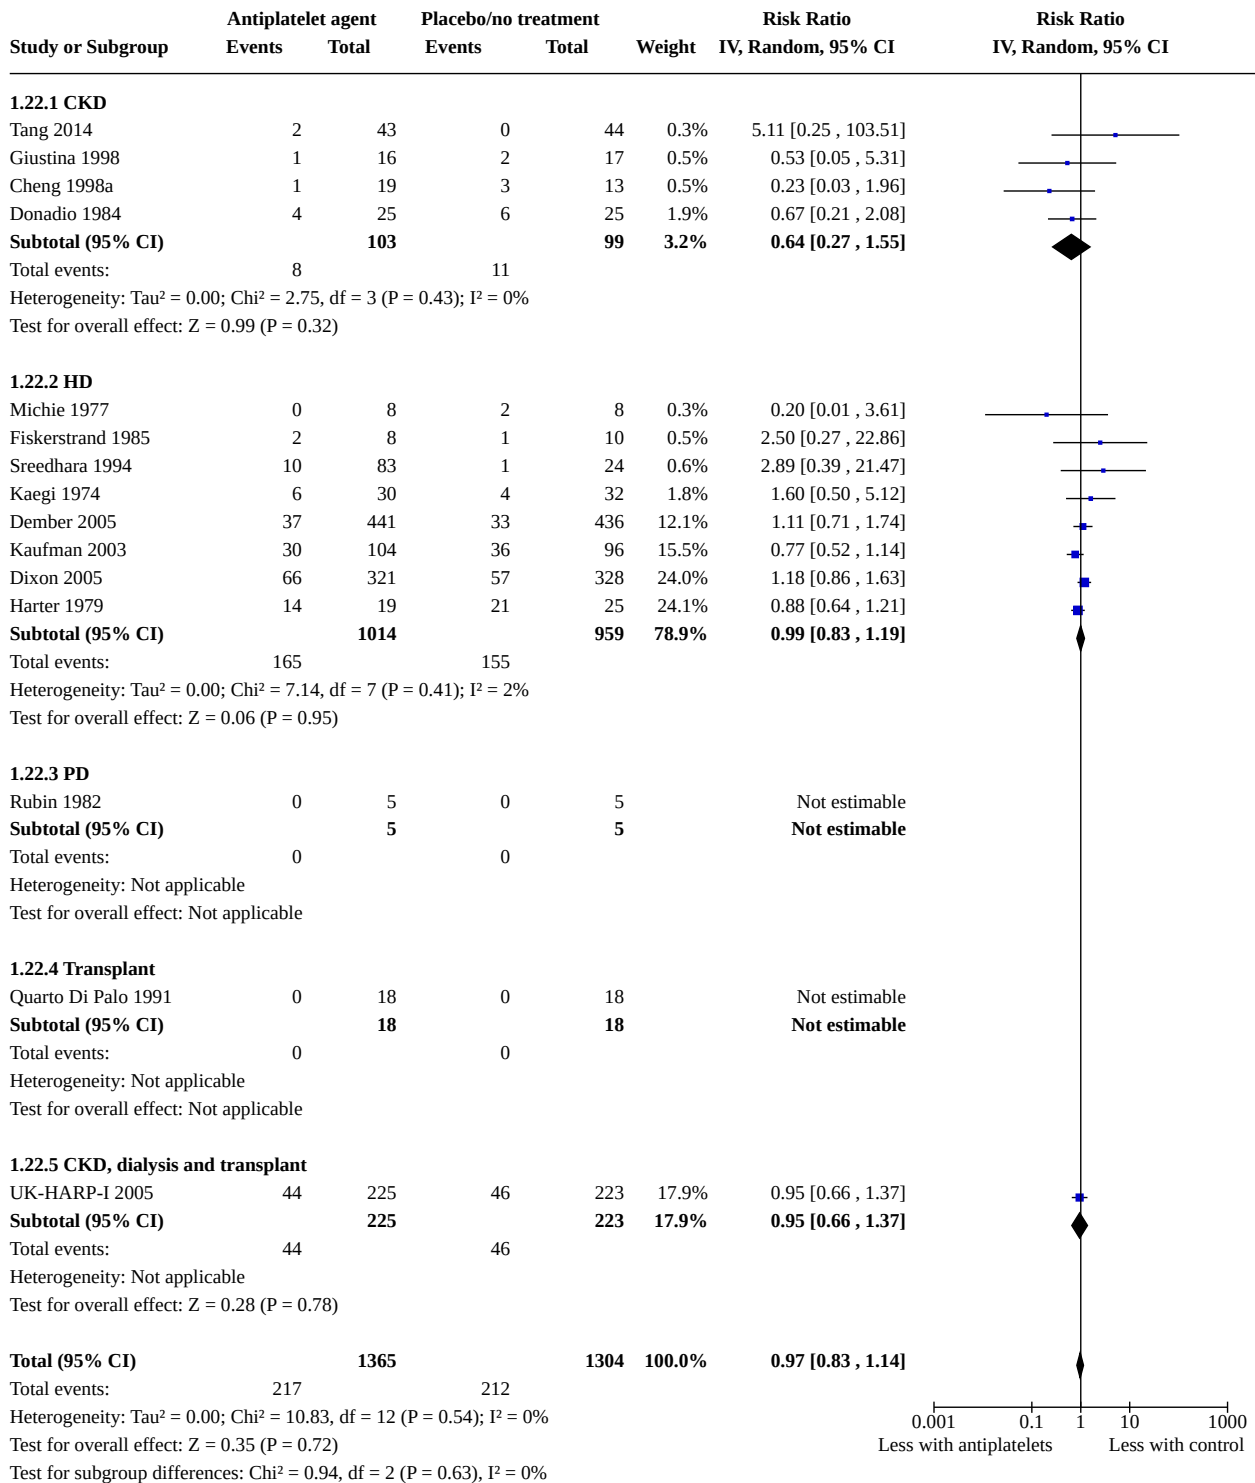 Antiplatelet agent Placebo/no treatment Risk Ratio Risk Ratio
Study or Subgroup Events Total Events Total Weight IV, Random, 95% CI IV, Random, 95% CI
1.22.1 CKD
Tang 2014 2 43 0 44 0.3% 5.11 [0.25 , 103.51]
Giustina 1998 1 16 2 17 0.5% 0.53 [0.05 , 5.31]
Cheng 1998a 1 19 3 13 0.5% 0.23 [0.03 , 1.96]
Donadio 1984 4 25 6 25 1.9% 0.67 [0.21 , 2.08]
Subtotal (95% CI) 103 99 3.2% 0.64 [0.27 , 1.55]
Total events: 8 11
Heterogeneity: Tau² = 0.00; Chi² = 2.75, df = 3 (P = 0.43); I² = 0%
Test for overall effect: Z = 0.99 (P = 0.32)
1.22.2 HD
Michie 1977 0 8 2 8 0.3% 0.20 [0.01 , 3.61]
Fiskerstrand 1985 2 8 1 10 0.5% 2.50 [0.27 , 22.86]
Sreedhara 1994 10 83 1 24 0.6% 2.89 [0.39 , 21.47]
Kaegi 1974 6 30 4 32 1.8% 1.60 [0.50 , 5.12]
Dember 2005 37 441 33 436 12.1% 1.11 [0.71 , 1.74]
Kaufman 2003 30 104 36 96 15.5% 0.77 [0.52 , 1.14]
Dixon 2005 66 321 57 328 24.0% 1.18 [0.86 , 1.63]
Harter 1979 14 19 21 25 24.1% 0.88 [0.64 , 1.21]
Subtotal (95% CI) 1014 959 78.9% 0.99 [0.83 , 1.19]
Total events: 165 155
Heterogeneity: Tau² = 0.00; Chi² = 7.14, df = 7 (P = 0.41); I² = 2%
Test for overall effect: Z = 0.06 (P = 0.95)
1.22.3 PD
Rubin 1982 0 5 0 5 Not estimable
Subtotal (95% CI) 5 5 Not estimable
Total events: 0 0
Heterogeneity: Not applicable
Test for overall effect: Not applicable
1.22.4 Transplant
Quarto Di Palo 1991 0 18 0 18 Not estimable
Subtotal (95% CI) 18 18 Not estimable
Total events: 0 0
Heterogeneity: Not applicable
Test for overall effect: Not applicable
1.22.5 CKD, dialysis and transplant
UK-HARP-I 2005 44 225 46 223 17.9% 0.95 [0.66 , 1.37]
Subtotal (95% CI) 225 223 17.9% 0.95 [0.66 , 1.37]
Total events: 44 46
Heterogeneity: Not applicable
Test for overall effect: Z = 0.28 (P = 0.78)
Total (95% CI) 1365 1304 100.0% 0.97 [0.83 , 1.14]
Total events: 217 212
Heterogeneity: Tau² = 0.00; Chi² = 10.83, df = 12 (P = 0.54); I² = 0%
0.001 0.1 1 10 1000
Test for overall effect: Z = 0.35 (P = 0.72)
Less with antiplatelets Less with control
Test for subgroup differences: Chi² = 0.94, df = 2 (P = 0.63), I² = 0%